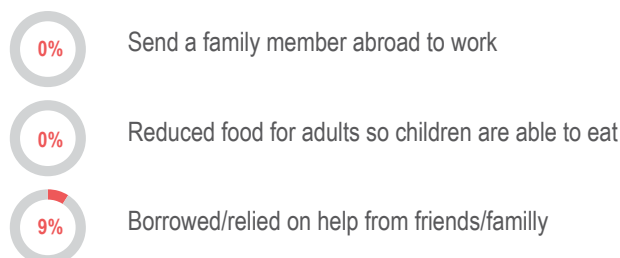 0% Send a family member abroad to work
0% Reduced food for adults so children are able to eat
9% Borrowed/relied on help from friends/familly